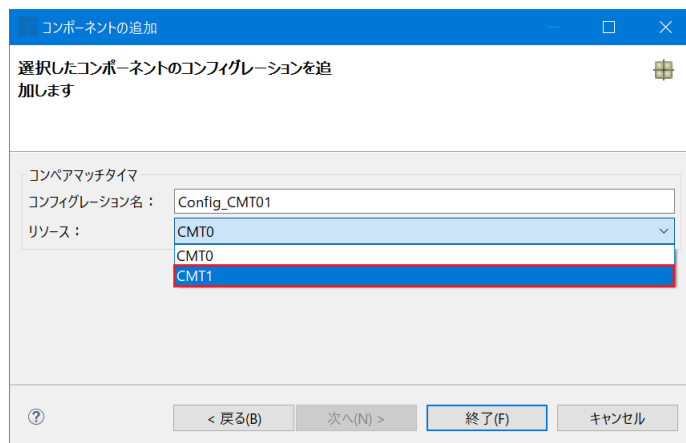 コンポーネントの追加
選択したコンポーネントのコンフィグレーションを追
加します
コンペアマッチタイマ
コンフィグレーション名：
Config_CMT01
リソース：
CMT0
CMT0
CMT1
?
< 戻る(B)
次へ(N) >
終了(F)
キャンセル